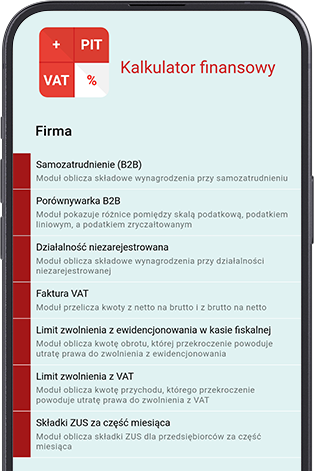 + PIT
VAT %
Kalkulator finansowy
Firma
Samozatrudnienie (B2B)
Moduł oblicza składowe wynagrodzenia przy samozatrudnieniu
Porównywarka B2B
Moduł pokazuje różnice pomiędzy skalą podatkową, podatkiem
liniowym, a podatkiem zryczałtowanym
Działalność niezarejestrowana
Moduł oblicza składowe wynagrodzenia przy działalności
niezarejestrowanej
Faktura VAT
Moduł przelicza kwoty z netto na brutto i z brutto na netto
Limit zwolnienia z ewidencjonowania w kasie fiskalnej
Moduł oblicza kwotę obrotu, której przekroczenie powoduje
utratę prawa do zwolnienia z ewidencjonowania
Limit zwolnienia z VAT
Moduł oblicza kwotę przychodu, którego przekroczenie
powoduje utratę prawa do zwolnienia z VAT
Składki ZUS za część miesiąca
Moduł oblicza składki ZUS dla przedsiębiorców za część
miesiąca